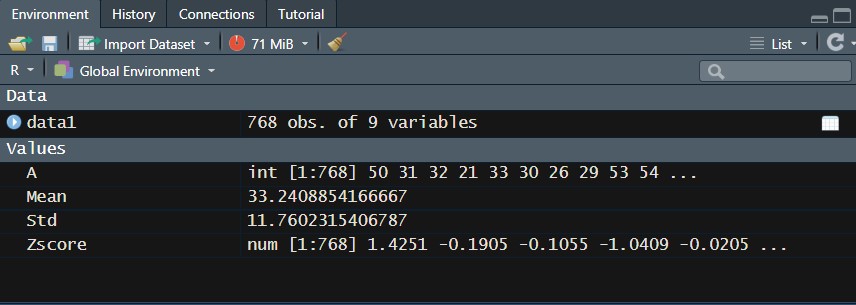 Environment History Connections Tutorial
Import Dataset 71 MiB List
R Global Environment
Data
data1 768 obs. of 9 variables
Values
A int [1:768] 50 31 32 21 33 30 26 29 53 54 ...
Mean 33.2408854166667
Std 11.7602315406787
Zscore num [1:768] 1.4251 -0.1905 -0.1055 -1.0409 -0.0205 ...